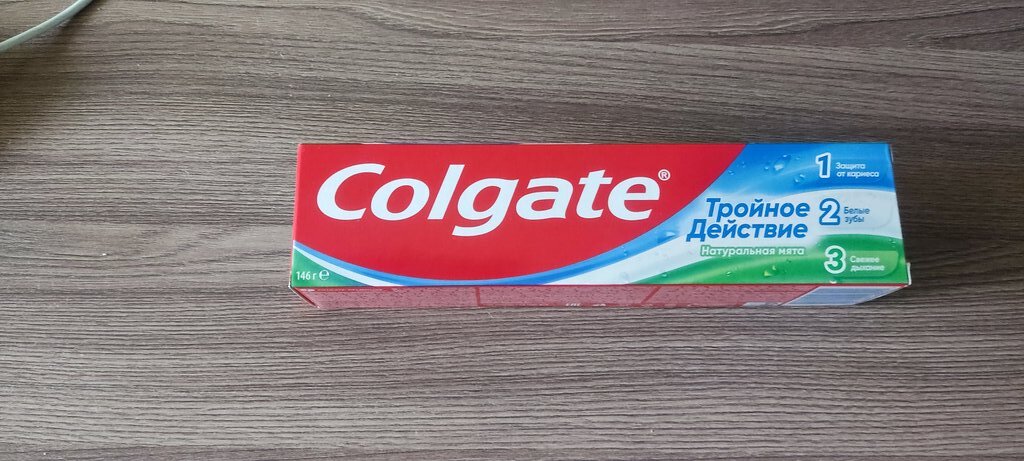 Colgate®
Тройное
Действие
Натуральная мята
1 Защита
от кариеса
2 Белые
зубы
3 Свежее
дыхание
146 г ℮